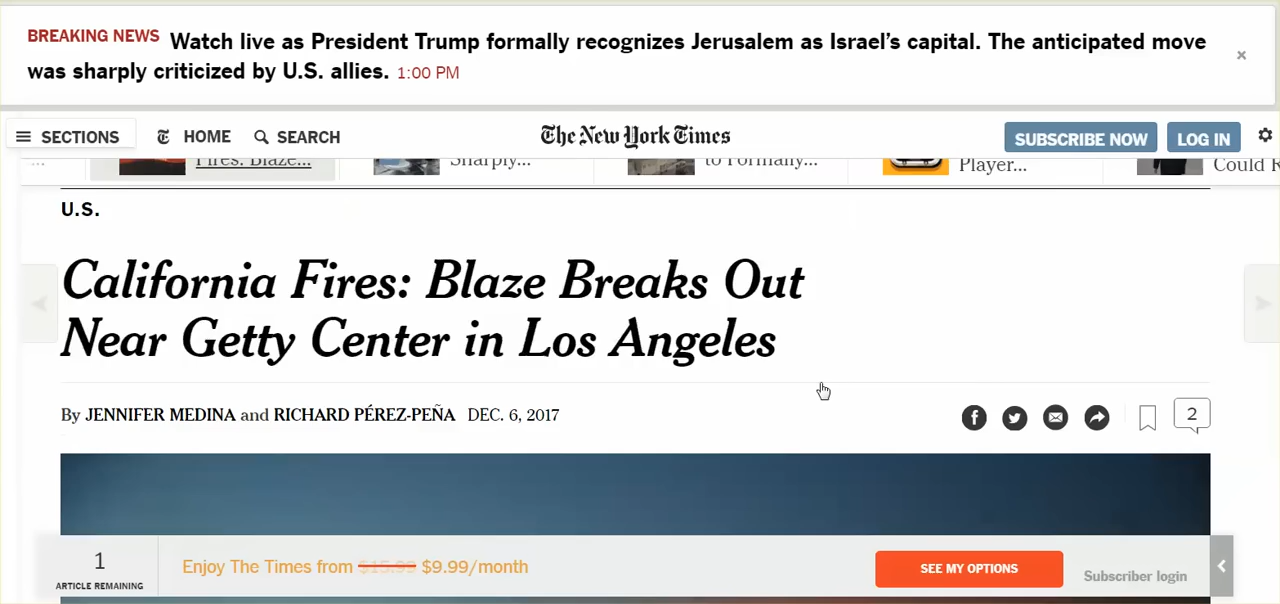 BREAKING NEWS Watch live as President Trump formally recognizes Jerusalem as Israel’s capital. The anticipated move
was sharply criticized by U.S. allies. 1:00 PM
×
SECTIONS HOME SEARCH The New York Times SUBSCRIBE NOW LOG IN
... Fires: Blaze... Sharply... to Formally... Player... Could R
U.S.
California Fires: Blaze Breaks Out
Near Getty Center in Los Angeles
By JENNIFER MEDINA and RICHARD PÉREZ-PEÑA DEC. 6, 2017
2
1
ARTICLE REMAINING
Enjoy The Times from $15.99 $9.99/month
SEE MY OPTIONS
Subscriber login